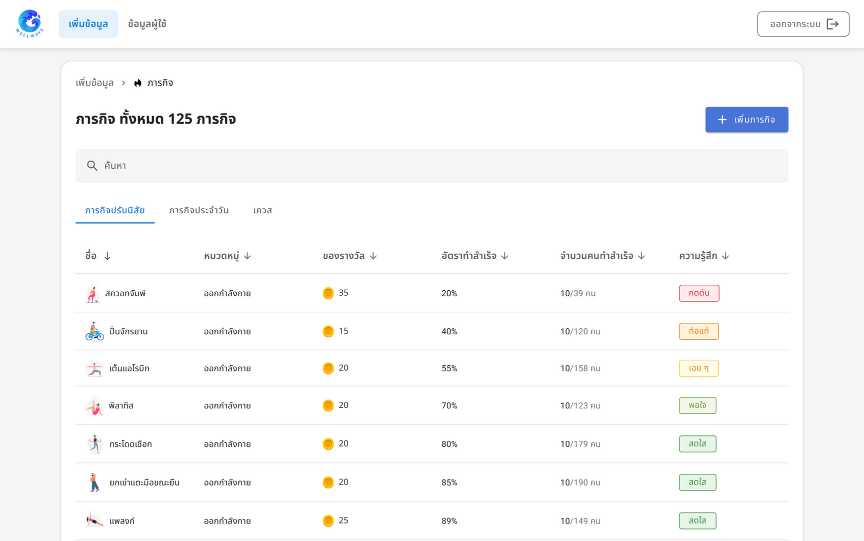 WELLWAVE
เพิ่มข้อมูล
ข้อมูลผู้ใช้
ออกจากระบบ
เพิ่มข้อมูล > ภารกิจ
ภารกิจ ทั้งหมด 125 ภารกิจ
เพิ่มภารกิจ
ค้นหา
ภารกิจปรับนิสัย ภารกิจประจำวัน เควส
ชื่อ หมวดหมู่ ของรางวัล อัตราทำสำเร็จ จำนวนคนทำสำเร็จ ความรู้สึก
สควอทจัมพ์ ออกกำลังกาย 35 20% 10/39 คน กดดัน
ปั่นจักรยาน ออกกำลังกาย 15 40% 10/120 คน ท้อแท้
เต้นแอโรบิก ออกกำลังกาย 20 55% 10/158 คน เฉย ๆ
พิลาทิส ออกกำลังกาย 20 70% 10/123 คน พอใจ
กระโดดเชือก ออกกำลังกาย 20 80% 10/179 คน สดใส
ยกเข่าแตะมือขณะยืน ออกกำลังกาย 20 85% 10/190 คน สดใส
แพลงก์ ออกกำลังกาย 25 89% 10/149 คน สดใส